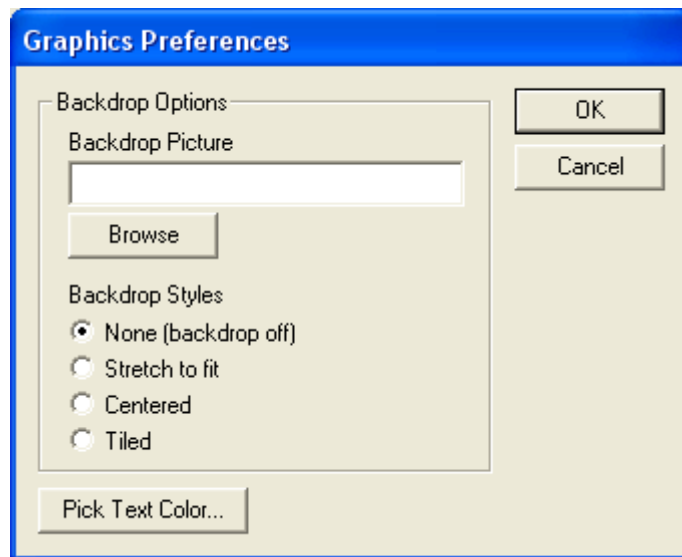 Graphics Preferences
Backdrop Options
Backdrop Picture
Browse
Backdrop Styles
None (backdrop off)
Stretch to fit
Centered
Tiled
Pick Text Color...
OK
Cancel